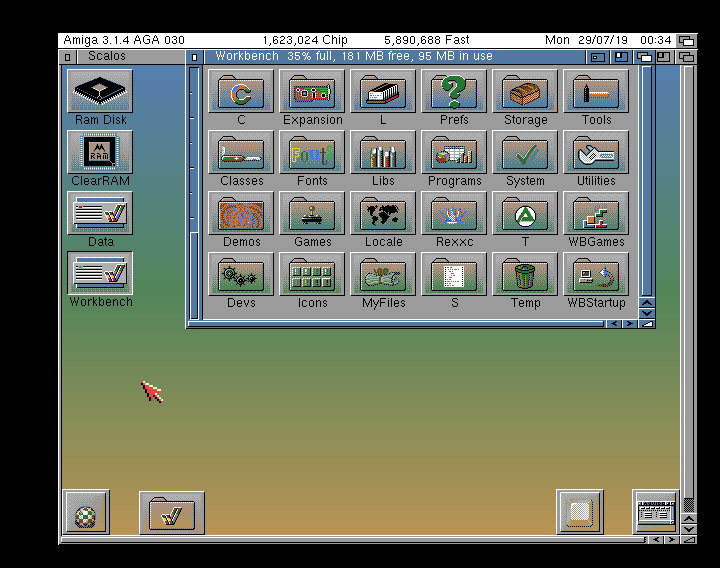 Amiga 3.1.4 AGA 030 1,623,024 Chip 5,890,688 Fast Mon 29/07/19 00:34
Scalos
Workbench 35% full, 181 MB free, 95 MB in use
Ram Disk
RAM
ClearRAM
Data
Workbench
C Expansion L Prefs Storage Tools
Fonti
Classes Fonts Libs Programs System Utilities
Demos Games Locale Rexxc T WBGames
Devs Icons MyFiles S Temp WBStartup